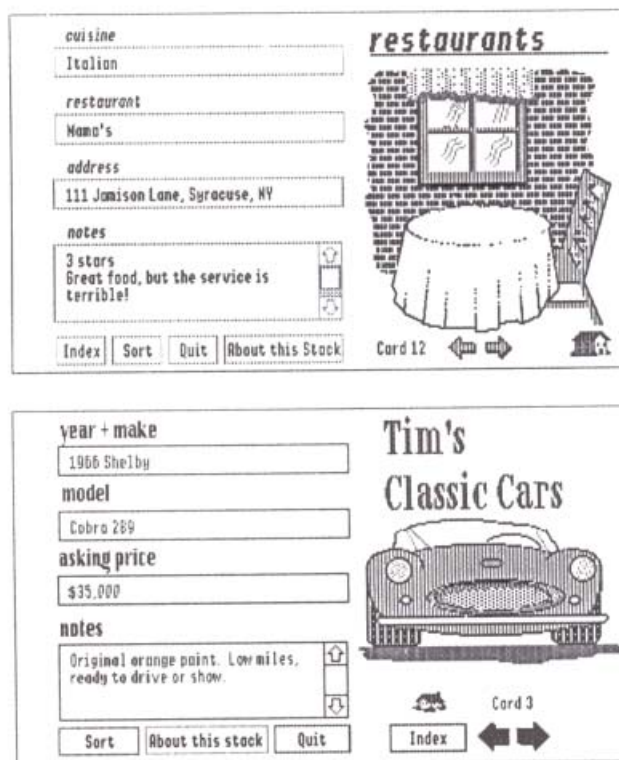 cuisine
Italian
restaurant
Mama's
address
111 Jamison Lane, Syracuse, NY
notes
3 stars
Great food, but the service is
terrible!
Index Sort Quit About this Stack
restaurants
Card 12
year + make
1966 Shelby
model
Cobra 289
asking price
$35,000
notes
Original orange paint. Low miles,
ready to drive or show.
Sort About this stack Quit
Tim's
Classic Cars
Card 3
Index